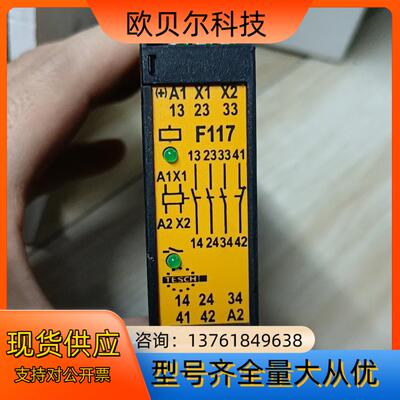 欧贝尔科技
(+) A1 X1 X2
13 23 33
F117
13 23 33 41
A1 X1
A2 X2
14 24 34 42
TESCH
14 24 34
41 42 A2
现货供应
支持对公开票
咨询：13761849638
型号齐全量大从优